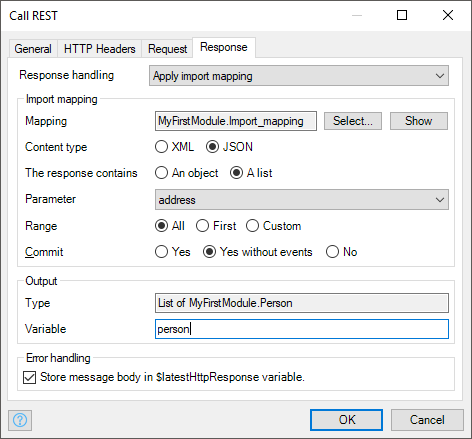 Call REST
General HTTP Headers Request Response
Response handling Apply import mapping
Import mapping
Mapping MyFirstModule.Import_mapping Select... Show
Content type XML JSON
The response contains An object A list
Parameter address
Range All First Custom
Commit Yes Yes without events No
Output
Type List of MyFirstModule.Person
Variable person
Error handling
Store message body in $latestHttpResponse variable.
? OK Cancel